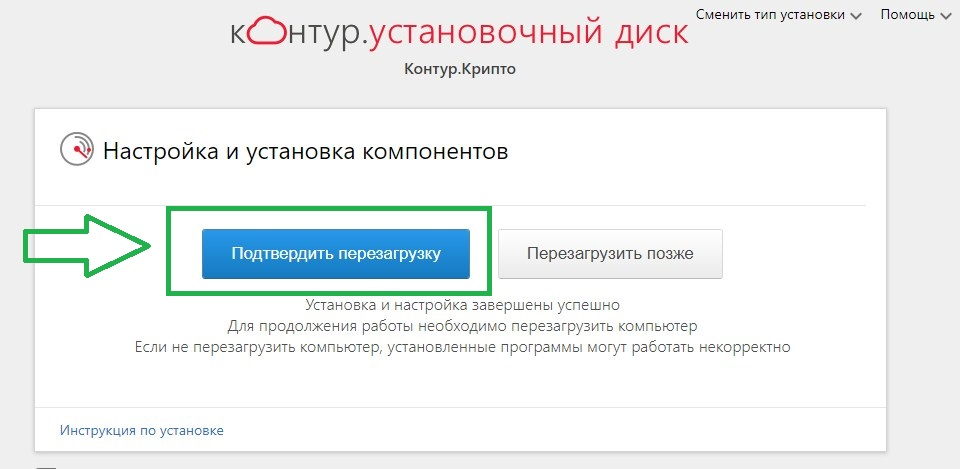 Сменить тип установки Помощь
контур.установочный диск
Контур.Крипто
Настройка и установка компонентов
Подтвердить перезагрузку Перезагрузить позже
Установка и настройка завершены успешно
Для продолжения работы необходимо перезагрузить компьютер
Если не перезагрузить компьютер, установленные программы могут работать некорректно
Инструкция по установке